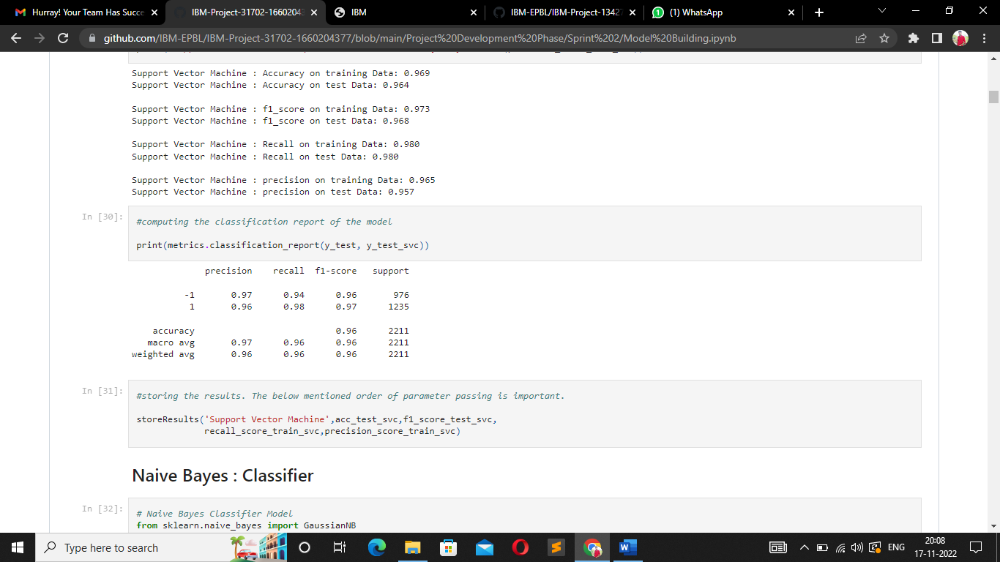 Hurray! Your Team Has Succe
IBM-Project-31702-16602043
IBM
IBM-EPBL/IBM-Project-13427
(1) WhatsApp
github.com/IBM-EPBL/IBM-Project-31702-1660204377/blob/main/Project%20Development%20Phase/Sprint%202/Model%20Building.ipynb
Support Vector Machine : Accuracy on training Data: 0.969
Support Vector Machine : Accuracy on test Data: 0.964
Support Vector Machine : f1_score on training Data: 0.973
Support Vector Machine : f1_score on test Data: 0.968
Support Vector Machine : Recall on training Data: 0.980
Support Vector Machine : Recall on test Data: 0.980
Support Vector Machine : precision on training Data: 0.965
Support Vector Machine : precision on test Data: 0.957
In [30]:
#computing the classification report of the model
print(metrics.classification_report(y_test, y_test_svc))
precision recall f1-score support
-1 0.97 0.94 0.96 976
1 0.96 0.98 0.97 1235
accuracy 0.96 2211
macro avg 0.97 0.96 0.96 2211
weighted avg 0.96 0.96 0.96 2211
In [31]:
#storing the results. The below mentioned order of parameter passing is important.
storeResults('Support Vector Machine',acc_test_svc,f1_score_test_svc,
recall_score_train_svc,precision_score_train_svc)
Naive Bayes : Classifier
In [32]:
# Naive Bayes Classifier Model
from sklearn.naive_bayes import GaussianNB
Type here to search
ENG
20:08
17-11-2022